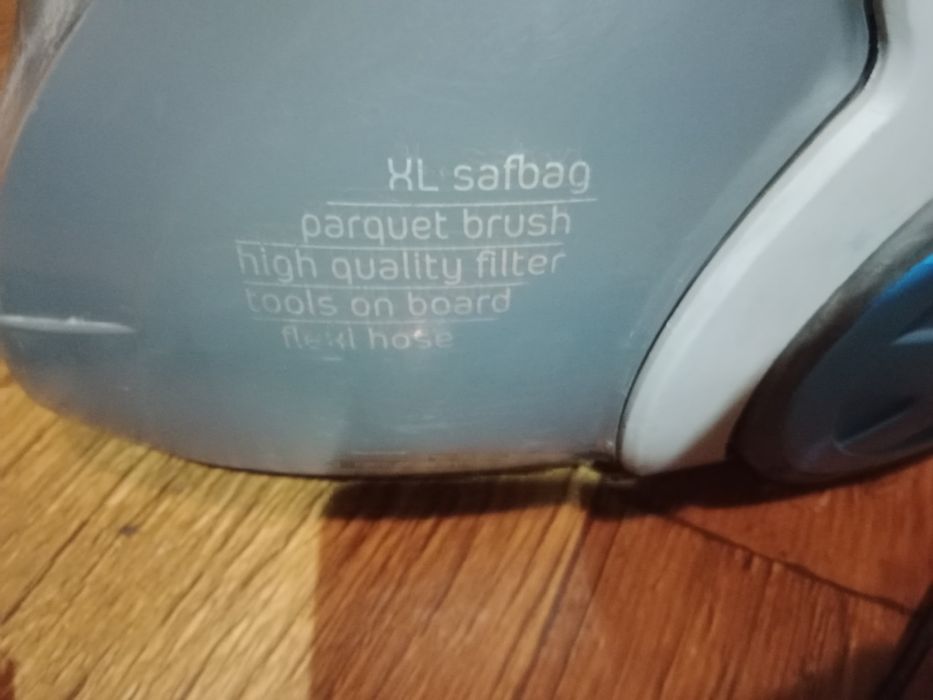 XL safbag
parquet brush
high quality filter
tools on board
flexi hose